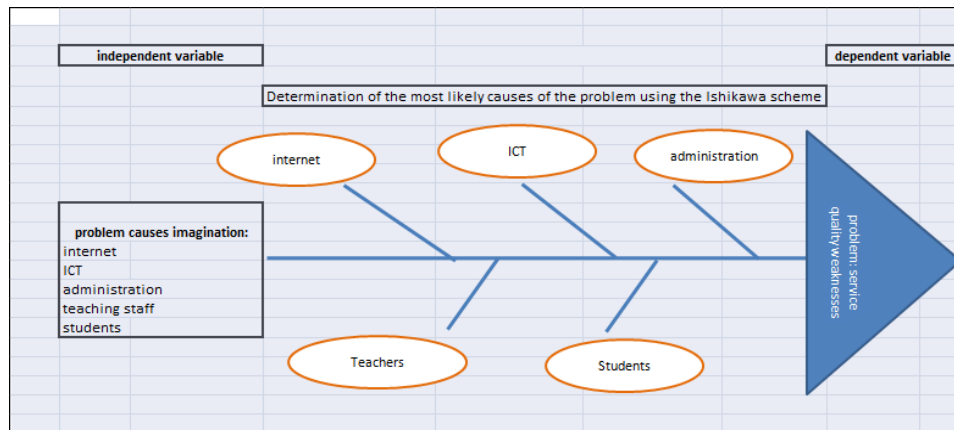 independent variable
dependent variable
Determination of the most likely causes of the problem using the Ishikawa scheme
internet
ICT
administration
problem causes imagination:
internet
ICT
administration
teaching staff
students
problem: service
quality weaknesses
Teachers
Students